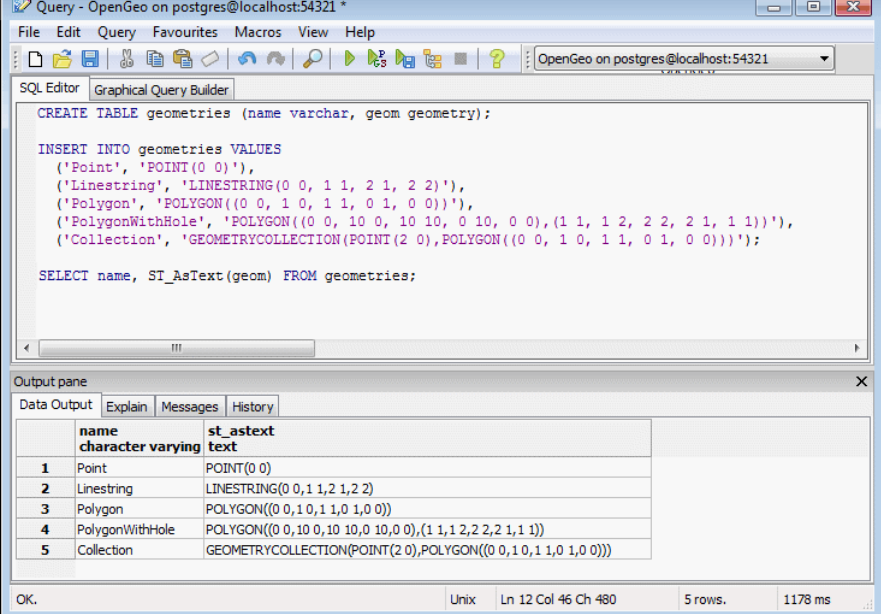 Query - OpenGeo on postgres@localhost:54321 *
File Edit Query Favourites Macros View Help
OpenGeo on postgres@localhost:54321
SQL Editor Graphical Query Builder
CREATE TABLE geometries (name varchar, geom geometry);
INSERT INTO geometries VALUES
('Point', 'POINT(0 0)'),
('Linestring', 'LINESTRING(0 0, 1 1, 2 1, 2 2)'),
('Polygon', 'POLYGON((0 0, 1 0, 1 1, 0 1, 0 0))'),
('PolygonWithHole', 'POLYGON((0 0, 10 0, 10 10, 0 10, 0 0),(1 1, 1 2, 2 2, 2 1, 1 1))'),
('Collection', 'GEOMETRYCOLLECTION(POINT(2 0),POLYGON((0 0, 1 0, 1 1, 0 1, 0 0)))');
SELECT name, ST_AsText(geom) FROM geometries;
Output pane
Data Output Explain Messages History
name st_astext
character varying text
1 Point POINT(0 0)
2 Linestring LINESTRING(0 0,1 1,2 1,2 2)
3 Polygon POLYGON((0 0,1 0,1 1,0 1,0 0))
4 PolygonWithHole POLYGON((0 0,10 0,10 10,0 10,0 0),(1 1,1 2,2 2,2 1,1 1))
5 Collection GEOMETRYCOLLECTION(POINT(2 0),POLYGON((0 0,1 0,1 1,0 1,0 0)))
OK. Unix Ln 12 Col 46 Ch 480 5 rows. 1178 ms